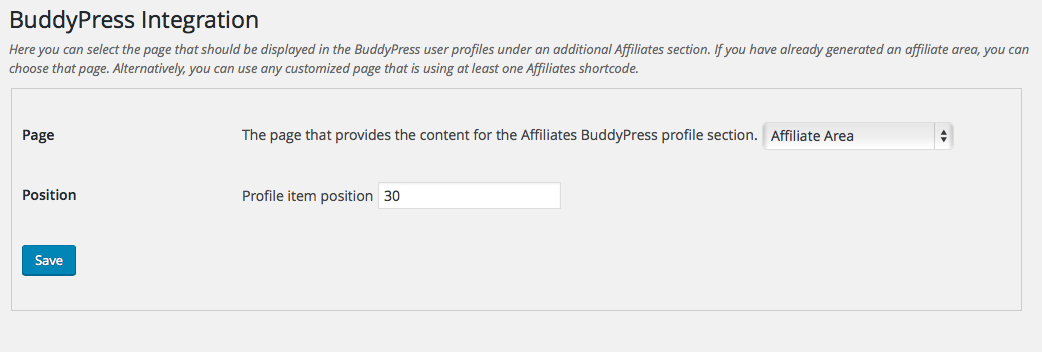 BuddyPress Integration
Here you can select the page that should be displayed in the BuddyPress user profiles under an additional Affiliates section. If you have already generated an affiliate area, you can
choose that page. Alternatively, you can use any customized page that is using at least one Affiliates shortcode.
Page The page that provides the content for the Affiliates BuddyPress profile section. Affiliate Area
Position Profile item position 30
Save